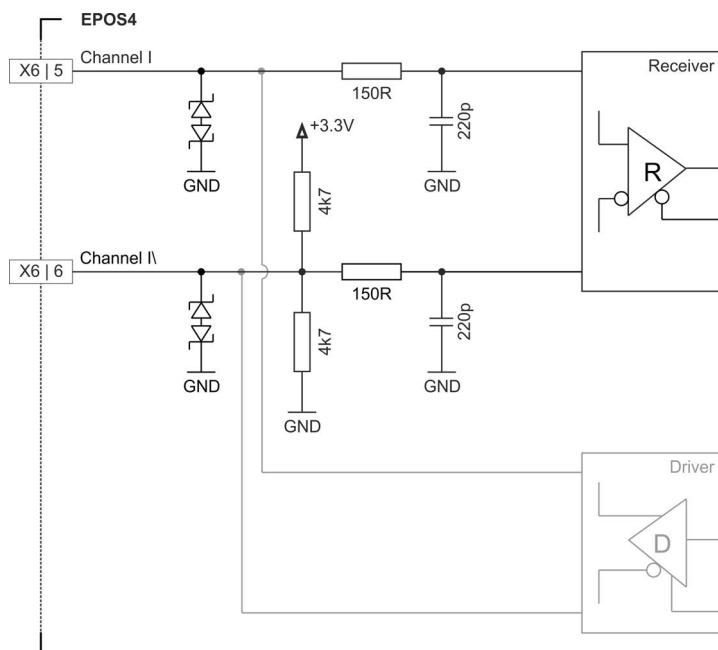 EPOS4
X6 | 5
Channel I
150R
220p
GND
GND
+3.3V
4k7
Receiver
R
X6 | 6
Channel I\
150R
220p
GND
GND
4k7
GND
Driver
D